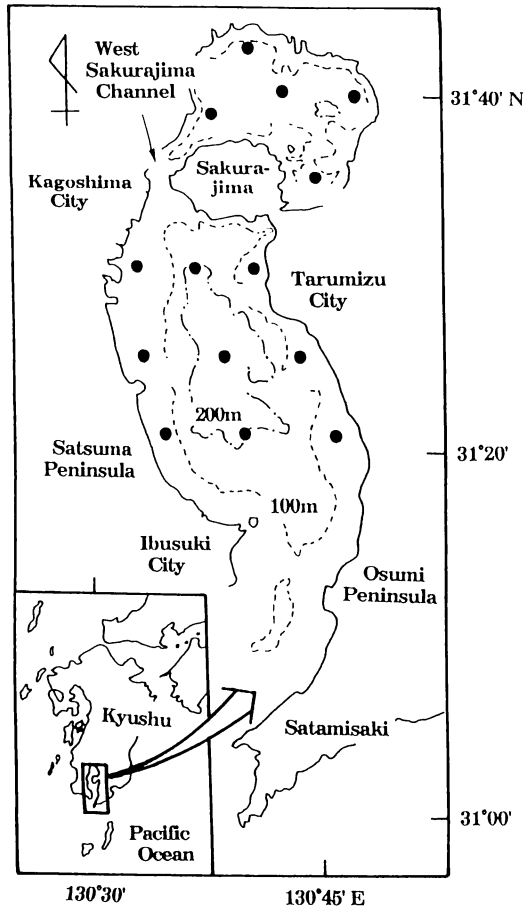 West
Sakurajima
Channel
31°40' N
Kagoshima
City
Sakura-
jima
Tarumizu
City
200m
Satsuma
Peninsula
31°20'
100m
Ibusuki
City
Osumi
Peninsula
Kyushu
Satamisaki
Pacific
Ocean
31°00'
130°30'
130°45' E